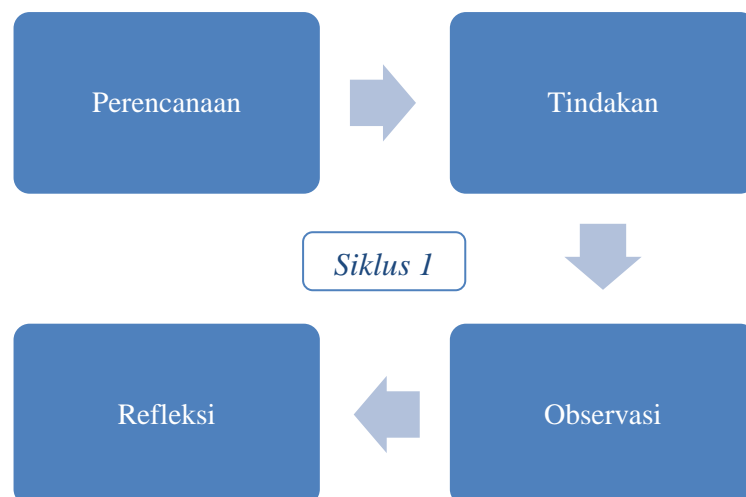 Perencanaan
Tindakan
Siklus 1
Refleksi
Observasi